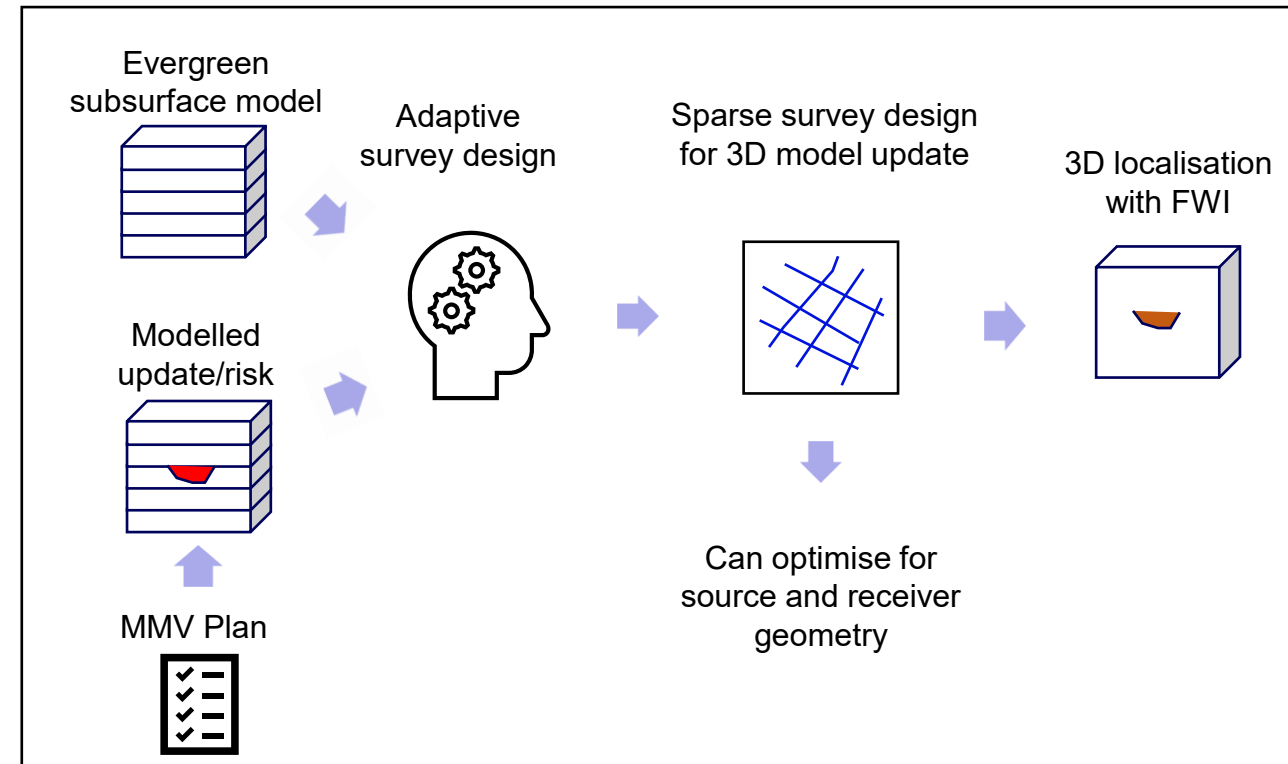 Evergreen
subsurface model
Adaptive
survey design
Sparse survey design
for 3D model update
3D localisation
with FWI
Modelled
update/risk
MMV Plan
Can optimise for
source and receiver
geometry